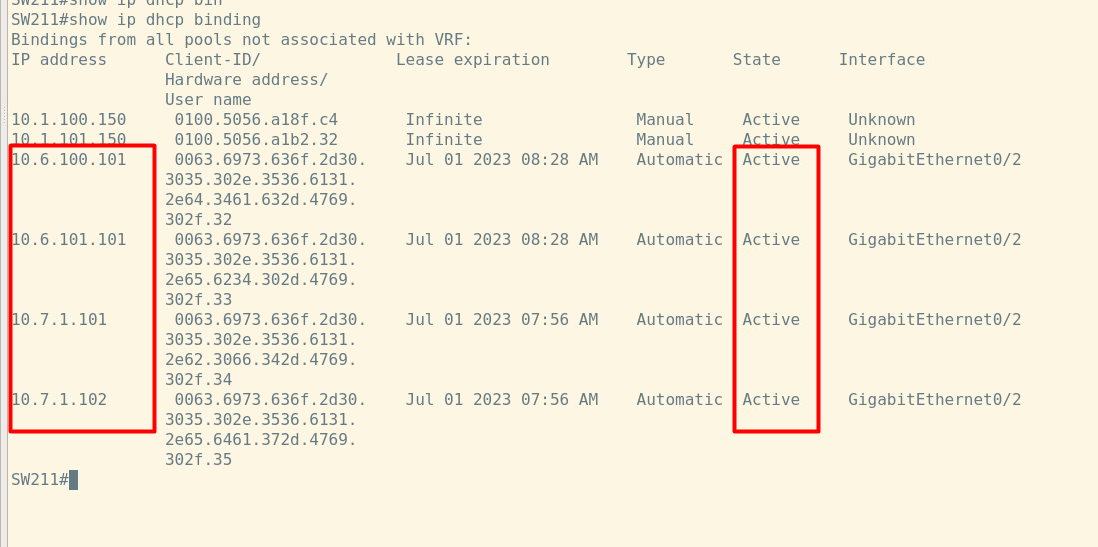 SW211#show ip dhcp bin
SW211#show ip dhcp binding
Bindings from all pools not associated with VRF:
IP address Client-ID/ Lease expiration Type State Interface
Hardware address/
User name
10.1.100.150 0100.5056.a18f.c4 Infinite Manual Active Unknown
10.1.101.150 0100.5056.a1b2.32 Infinite Manual Active Unknown
10.6.100.101 0063.6973.636f.2d30. Jul 01 2023 08:28 AM Automatic Active GigabitEthernet0/2
3035.302e.3536.6131.
2e64.3461.632d.4769.
302f.32
10.6.101.101 0063.6973.636f.2d30. Jul 01 2023 08:28 AM Automatic Active GigabitEthernet0/2
3035.302e.3536.6131.
2e65.6234.302d.4769.
302f.33
10.7.1.101 0063.6973.636f.2d30. Jul 01 2023 07:56 AM Automatic Active GigabitEthernet0/2
3035.302e.3536.6131.
2e62.3066.342d.4769.
302f.34
10.7.1.102 0063.6973.636f.2d30. Jul 01 2023 07:56 AM Automatic Active GigabitEthernet0/2
3035.302e.3536.6131.
2e65.6461.372d.4769.
302f.35
SW211#